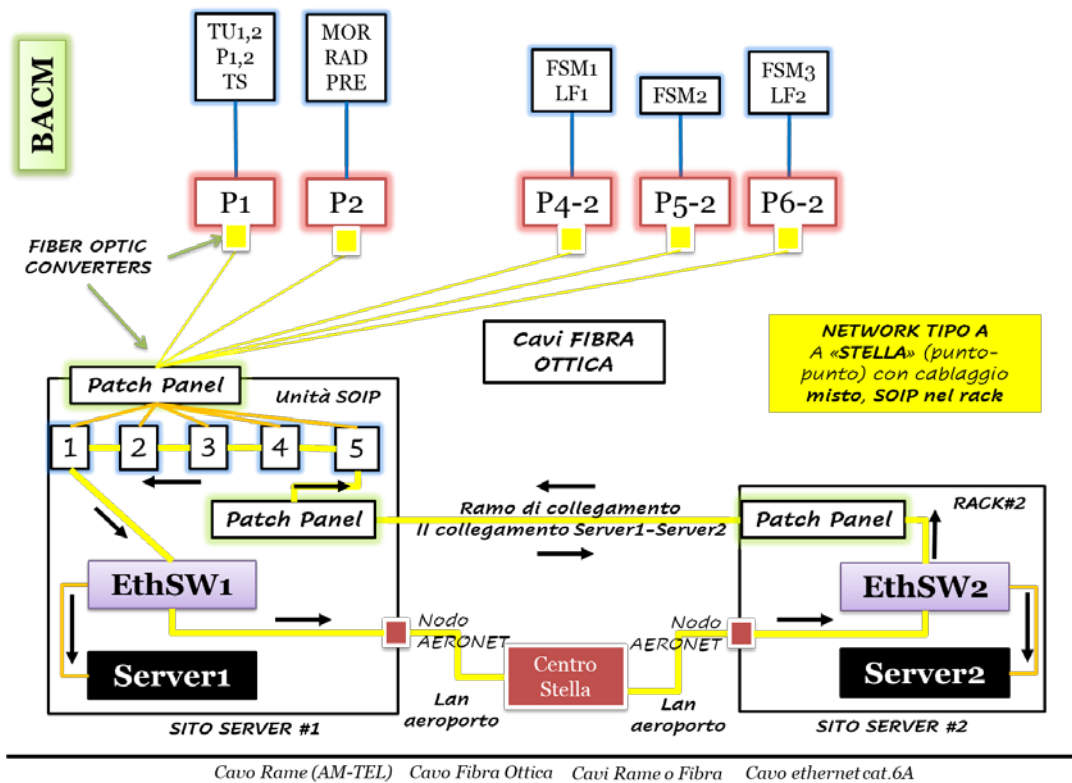 BACM
TU1,2
P1,2
TS
MOR
RAD
PRE
FSM1
LF1
FSM2
FSM3
LF2
P1
P2
P4-2
P5-2
P6-2
FIBER OPTIC
CONVERTERS
Cavi FIBRA
OTTICA
NETWORK TIPO A
A «STELLA» (punto-
punto) con cablaggio
misto, SOIP nel rack
Patch Panel
Unità SOIP
1
2
3
4
5
Patch Panel
Ramo di collegamento
II collegamento Server1-Server2
Patch Panel
RACK#2
EthSW1
EthSW2
Nodo
AERONET
Nodo
AERONET
Server1
Centro
Stella
Server2
Lan
aeroporto
Lan
aeroporto
SITO SERVER #1
SITO SERVER #2
Cavo Rame (AM-TEL) Cavo Fibra Ottica Cavi Rame o Fibra Cavo ethernet cat.6A